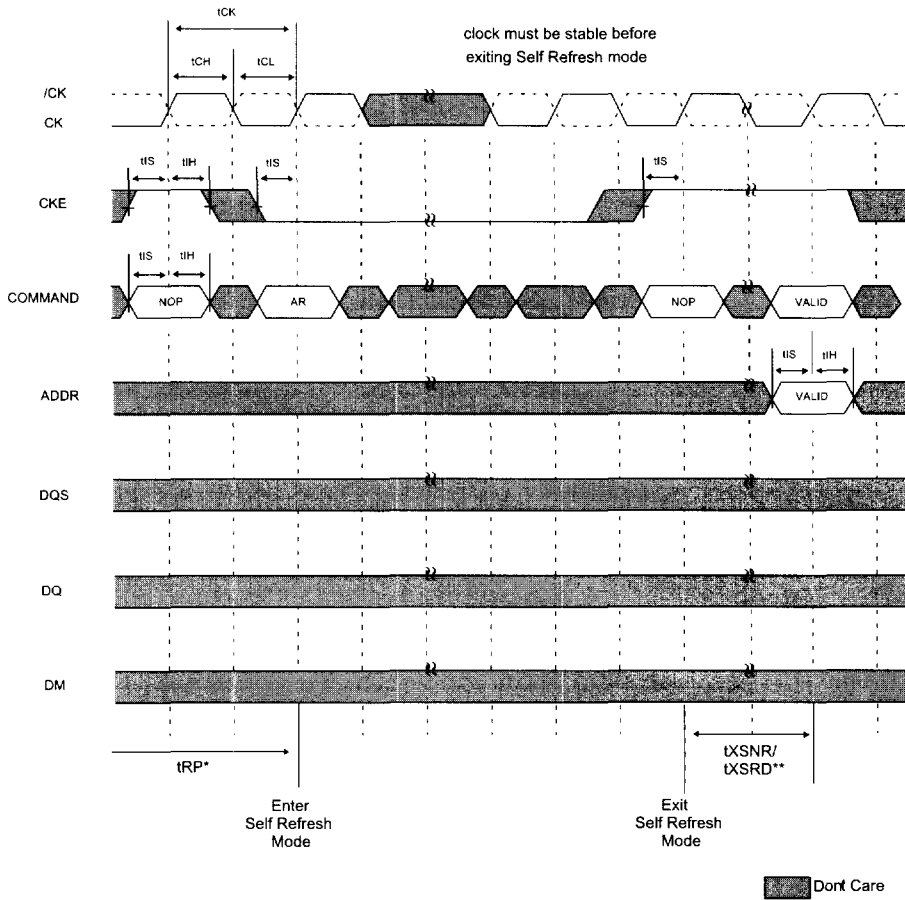 tCK
clock must be stable before
exiting Self Refresh mode
tCH
tCL
/CK
CK
tIS
tIH
tIS
tIS
CKE
tIS
tIH
COMMAND
NOP
AR
NOP
VALID
tIS
tIH
ADDR
VALID
DQS
DQ
DM
tRP*
tXSNR/
tXSRD**
Enter
Self Refresh
Mode
Exit
Self Refresh
Mode
Dont Care